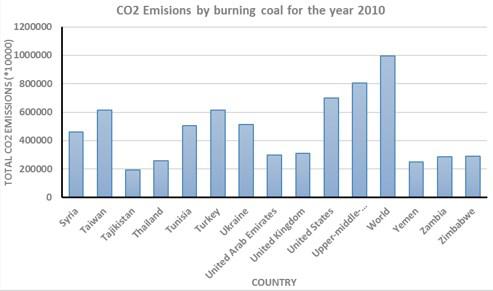 CO2 Emisions by burning coal for the year 2010
TOTAL CO2 EMISSIONS (*10000)
1200000
1000000
800000
600000
400000
200000
0
Syria
Taiwan
Tajikistan
Thailand
Tunisia
Turkey
Ukraine
United Arab Emirates
United Kingdom
United States
Upper-middle-...
World
Yemen
Zambia
Zimbabwe
COUNTRY